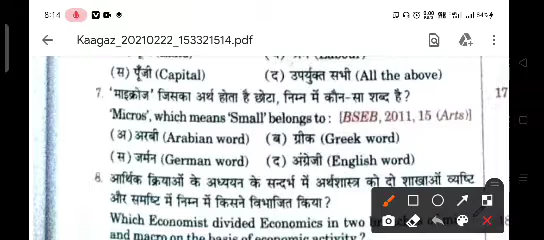 8:14
Kaagaz_20210222_153321514.pdf
(स) पूँजी (Capital) (द) उपर्युक्त सभी (All the above)
7. 'माइक्रोज' जिसका अर्थ होता है छोटा, निम्न में कौन-सा शब्द है? 17
'Micros', which means 'Small' belongs to : [BSEB, 2011, 15 (Arts)]
(अ) अरबी (Arabian word) (ब) ग्रीक (Greek word)
(स) जर्मन (German word) (द) अंग्रेजी (English word)
8. आर्थिक क्रियाओं के अध्ययन के सन्दर्भ में अर्थशास्त्र को दो शाखाओं व्यष्टि
और समष्टि में निम्न में किसने विभाजित किया?
Which Economist divided Economics in two
and macro on the basis of economic activity ?